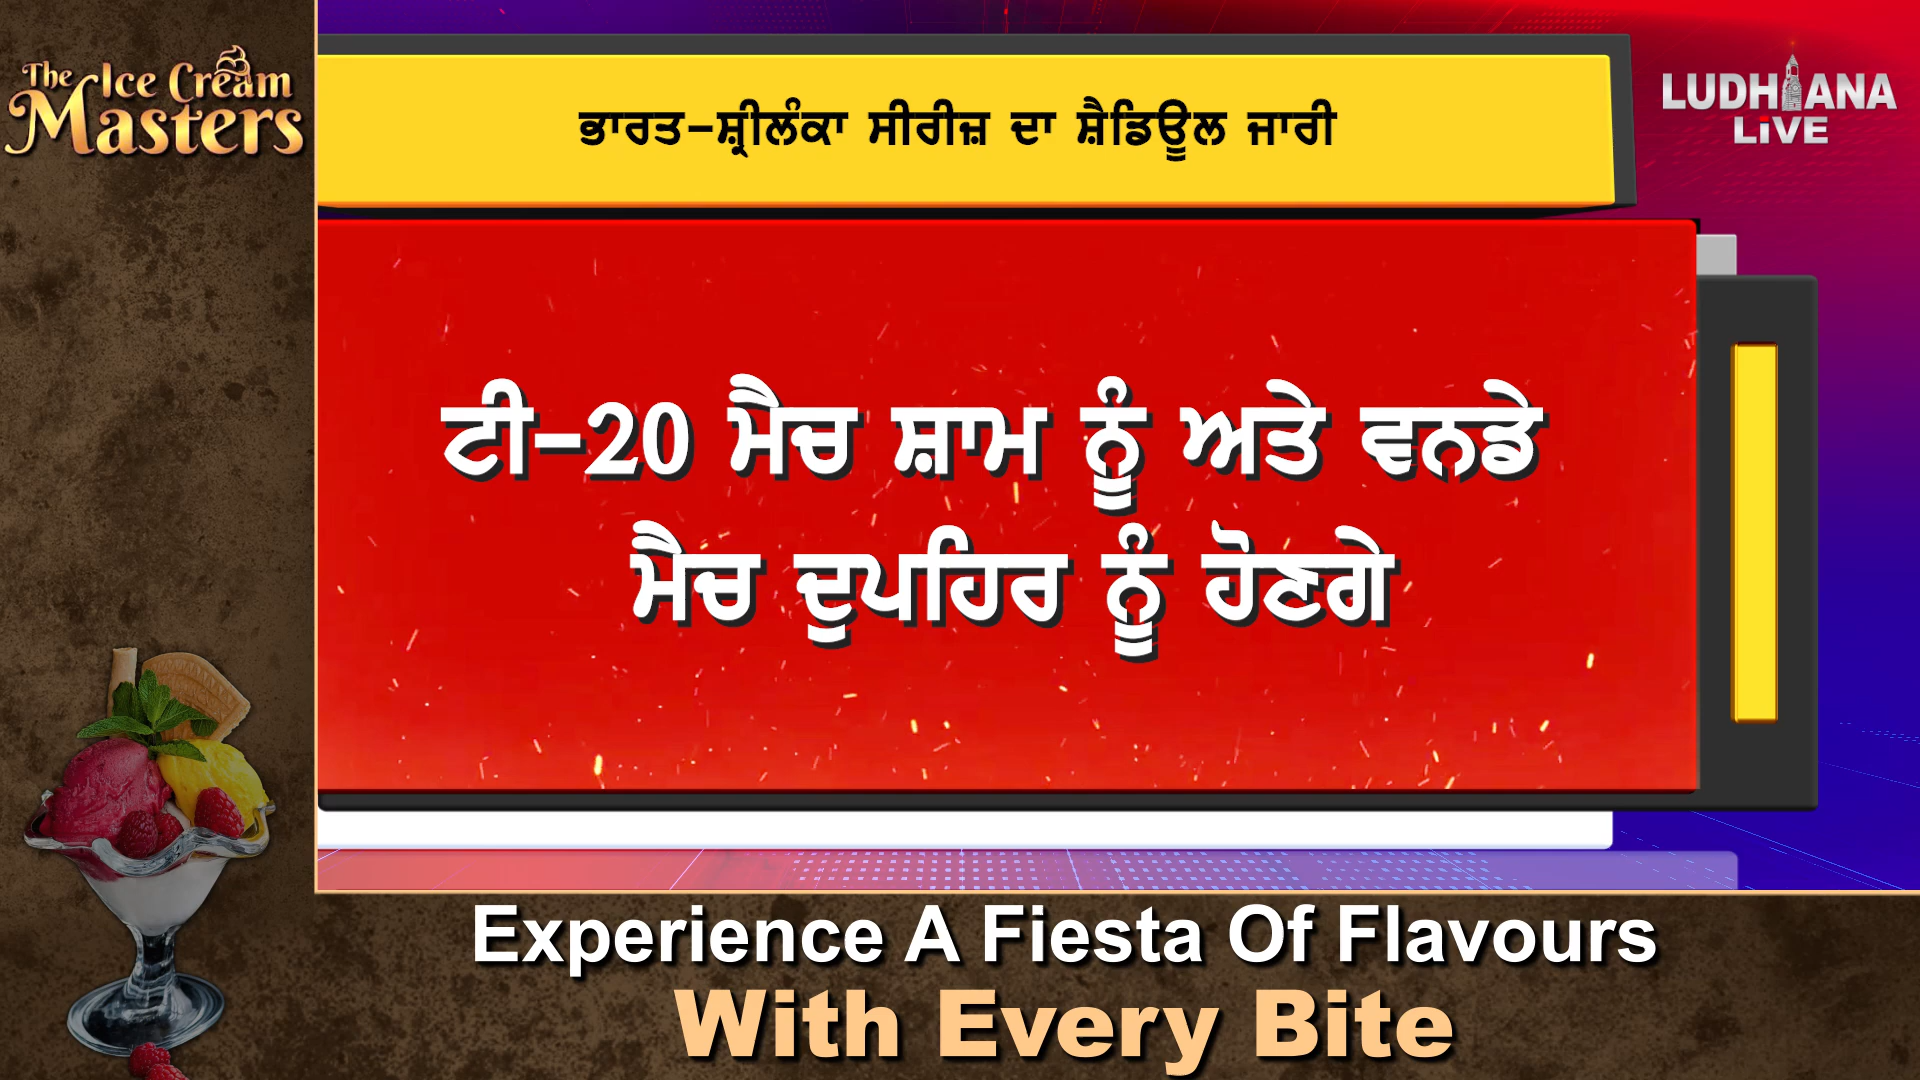 The Ice Cream
Masters
ਭਾਰਤ-ਸ਼੍ਰੀਲੰਕਾ ਸੀਰੀਜ਼ ਦਾ ਸ਼ੈਡਿਊਲ ਜਾਰੀ
LUDHIANA
LiVE
ਟੀ-20 ਮੈਚ ਸ਼ਾਮ ਨੂੰ ਅਤੇ ਵਨਡੇ
ਮੈਚ ਦੁਪਹਿਰ ਨੂੰ ਹੋਣਗੇ
Experience A Fiesta Of Flavours
With Every Bite